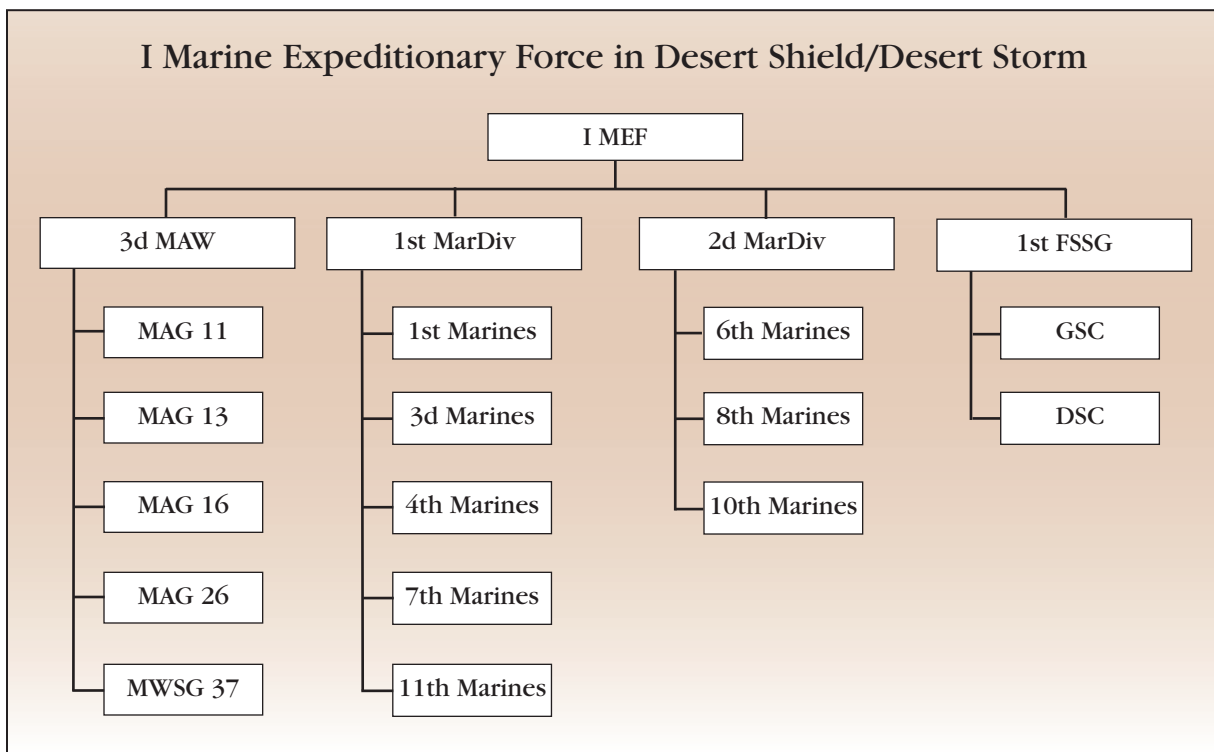 I Marine Expeditionary Force in Desert Shield/Desert Storm
I MEF
3d MAW
1st MarDiv
2d MarDiv
1st FSSG
MAG 11
MAG 13
MAG 16
MAG 26
MWSG 37
1st Marines
3d Marines
4th Marines
7th Marines
11th Marines
6th Marines
8th Marines
10th Marines
GSC
DSC